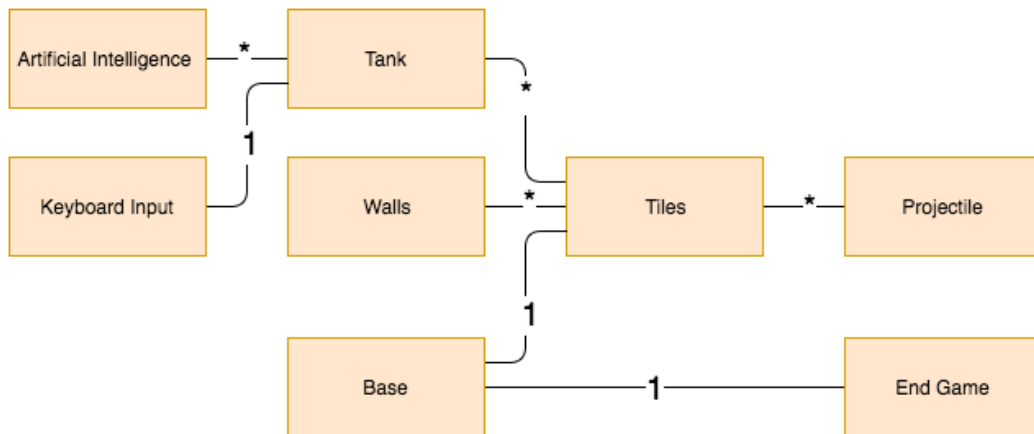 Artificial Intelligence
*
Tank
*
1
Keyboard Input
Walls
*
Tiles
*
Projectile
1
Base
1
End Game